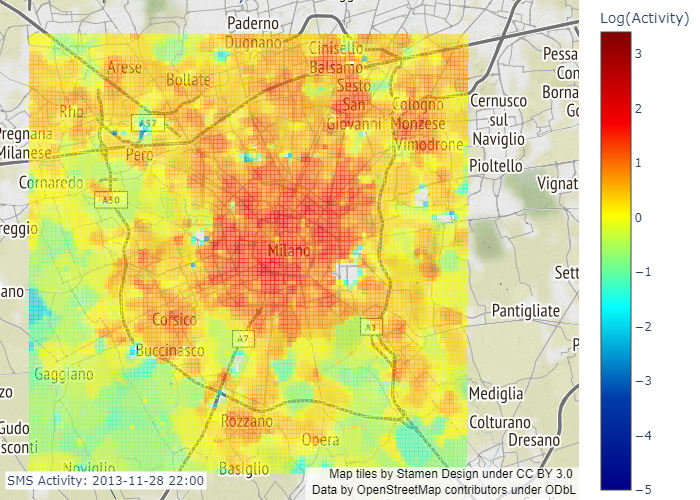 Log(Activity)
Paderno
Dugnano
Cinisello
Balsamo
Arese
Bollate
Sesto
San
Giovanni
Cologno
Monzese
Vimodrone
Cernusco
sul
Naviglio
Pessa
Con
Borna
Go
Rho
A52
Pregnana
Milanese
Pero
Pioltello
Cornaredo
Vignat
A50
reggio
Milano
Sett
ano
Corsico
A7
A1
Pantigliate
P
Buccinasco
Gaggiano
zo
Mediglia
Rozzano
Colturano
Dresano
Gudo
sconti
Opera
Noviglio
Basiglio
SMS Activity: 2013-11-28 22:00
Map tiles by Stamen Design under CC BY 3.0
Data by OpenStreetMap contributors under ODbL
3
2
1
0
−1
−2
−3
−4
−5